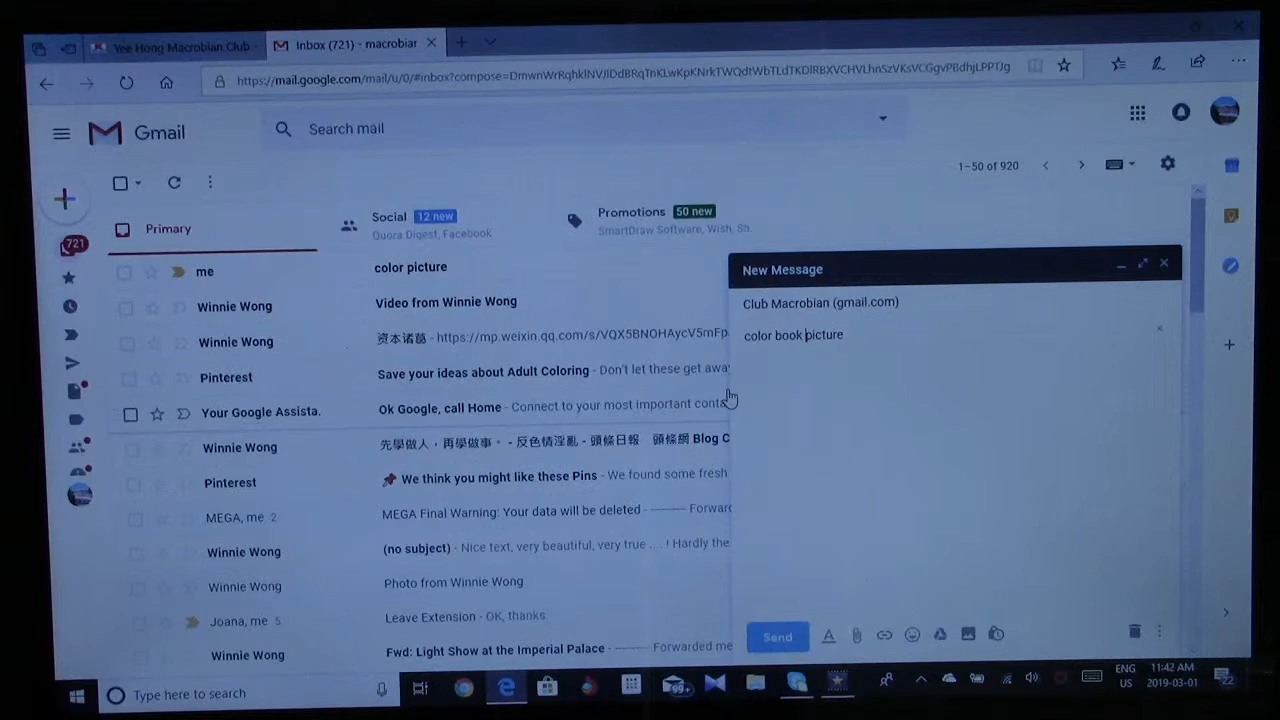 Yee Hong Macrobian Club -
Inbox (721) - macrobiar
https://mail.google.com/mail/u/0/#inbox?compose=
Gmail
Search mail
1-50 of 920
721
Primary
Social 12 new
Quora Digest, Facebook
Promotions 50 new
SmartDraw Software, Wish, Sh.
me color picture
Winnie Wong Video from Winnie Wong
Winnie Wong 资本诸葛 - https://mp.weixin.qq.com/s/VQX5BNOHAycV5mFp
Pinterest Save your ideas about Adult Coloring - Don't let these get away
Your Google Assista. Ok Google, call Home - Connect to your most important conta
Winnie Wong 先學做人，再學做事。 - 反色情淫亂 - 頭條日報 頭條網 Blog C
Pinterest We think you might like these Pins - We found some fresh
MEGA, me 2 MEGA Final Warning: Your data will be deleted - Forward
Winnie Wong (no subject) - Nice text, very beautiful, very true .... ! Hardly the
Winnie Wong Photo from Winnie Wong
Joana, me 5 Leave Extension - OK, thanks.
Winnie Wong Fwd: Light Show at the Imperial Palace - Forwarded me
New Message
Club Macrobian (gmail.com)
color book picture
Send
Type here to search
99+
ENG
US
11:42 AM
2019-03-01
22